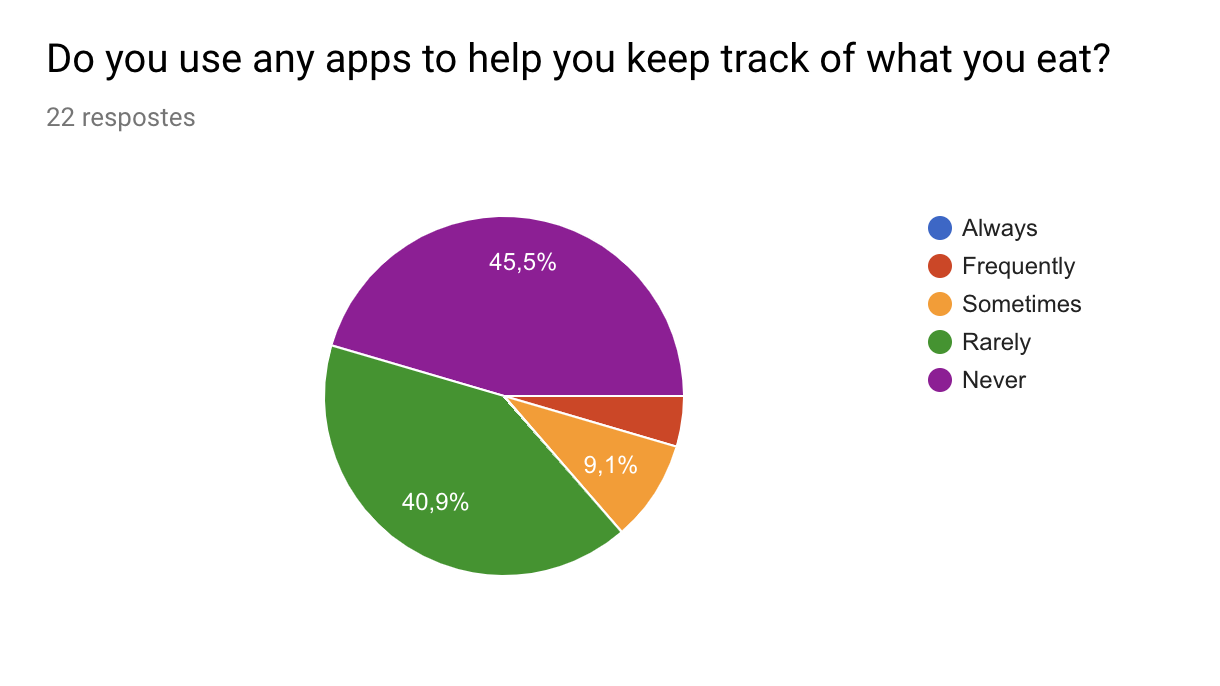 Do you use any apps to help you keep track of what you eat?
22 respostes
45,5%
9,1%
40,9%
Always
Frequently
Sometimes
Rarely
Never